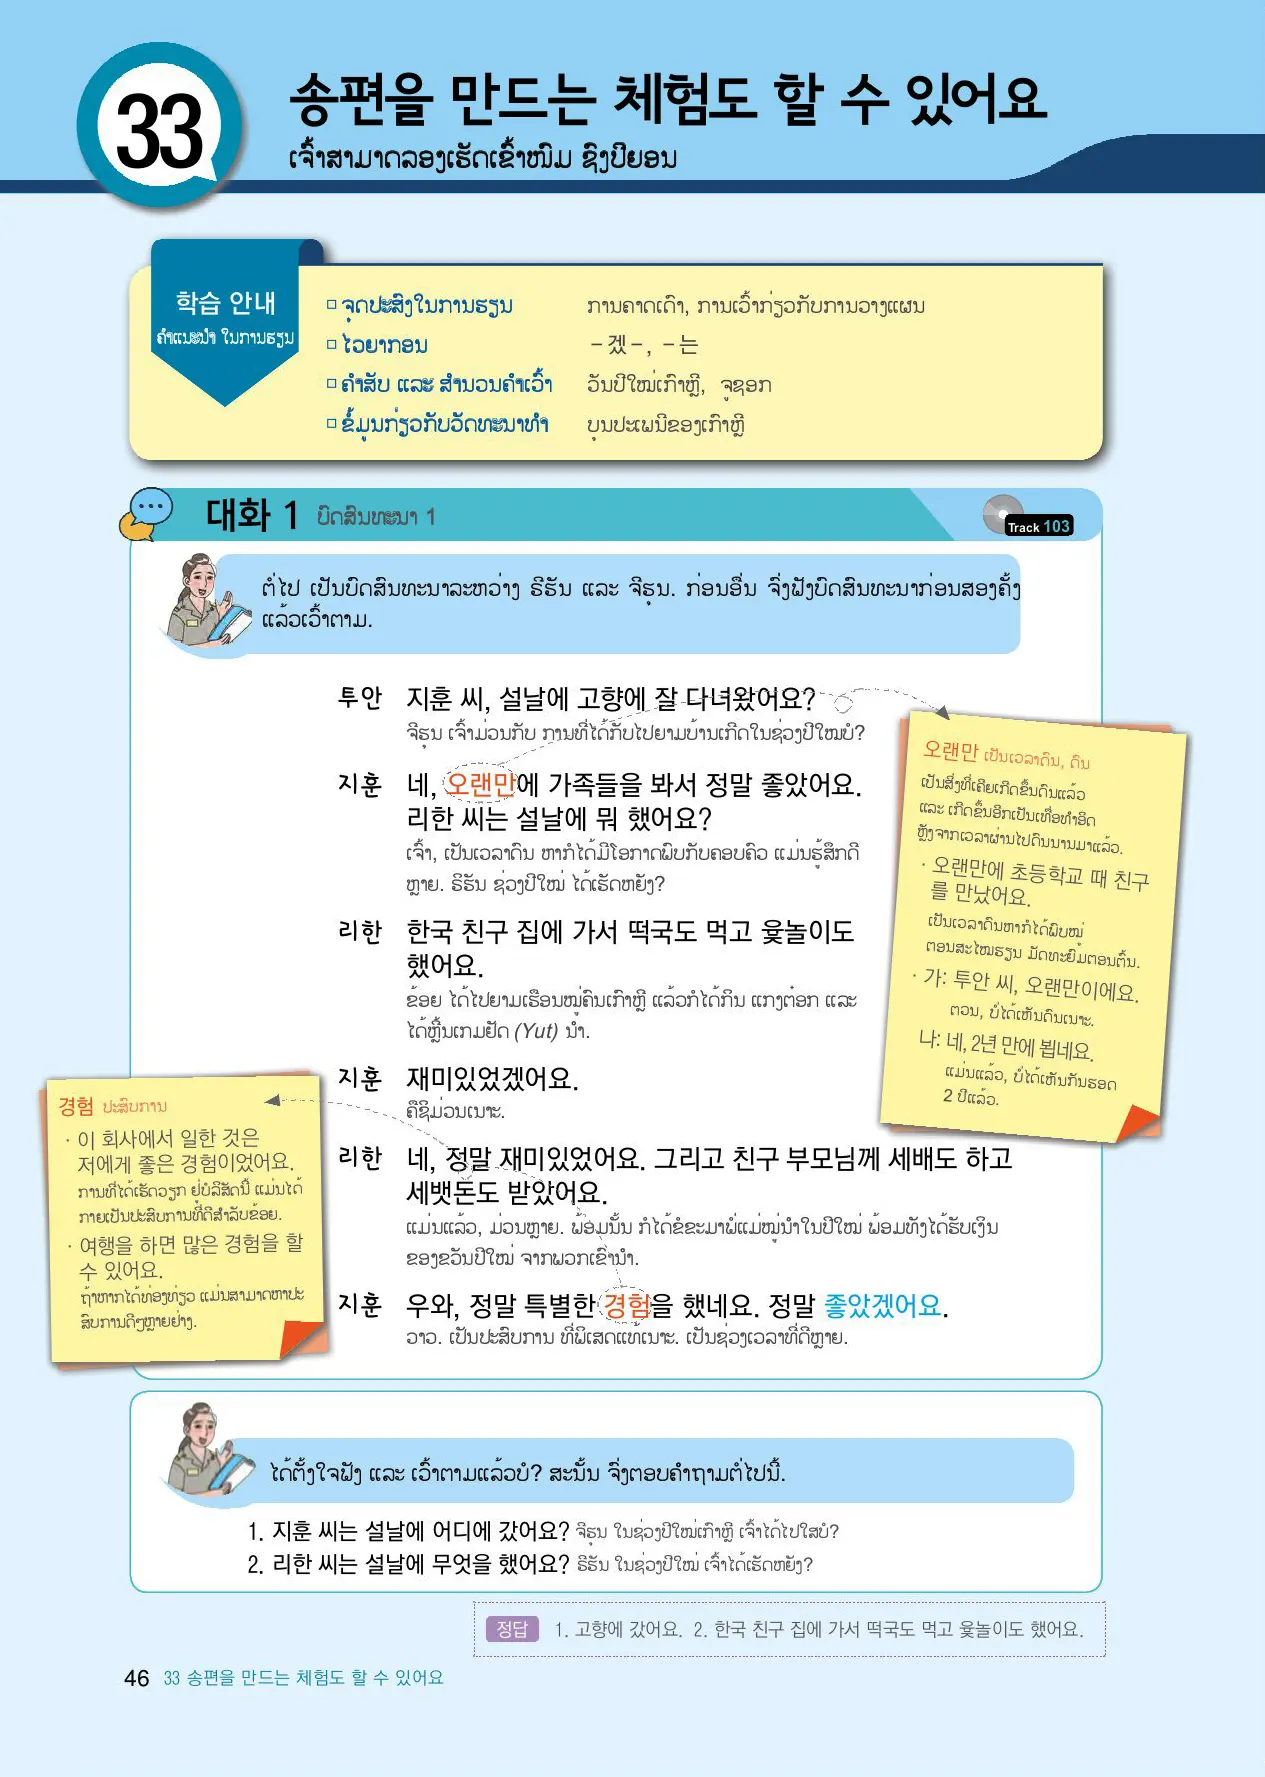 33
송편을 만드는 체험도 할 수 있어요
ເຈົ້າສາມາດລອງເຮັດເຂົ້າໜົມ ຊົງປິຍອນ
학습 안내
ຄຳແນະນຳ ໃນການຮຽນ
□ ຈຸດປະສົງໃນການຮຽນ ການຄາດເດົາ, ການເວົ້າກ່ຽວກັບການວາງແຜນ
□ ໄວຍາກອນ －겠－, －는
□ ຄຳສັບ ແລະ ສຳນວນຄຳເວົ້າ ວັນປີໃໝ່ເກົາຫຼີ, ຈູຊອກ
□ ຂໍ້ມູນກ່ຽວກັບວັດທະນາທຳ ບຸນປະເພນີຂອງເກົາຫຼີ
대화 1 ບົດສົນທະນາ 1
Track 103
ຕໍ່ໄປ ເປັນບົດສົນທະນາລະຫວ່າງ ຣິຮັນ ແລະ ຈີຮຸນ. ກ່ອນອື່ນ ຈົ່ງຟັງບົດສົນທະນາກ່ອນສອງຄັ້ງ
ແລ້ວເວົ້າຕາມ.
투안 지훈 씨, 설날에 고향에 잘 다녀왔어요?
ຈີຮຸນ ເຈົ້າມ່ວນກັບ ການທີ່ໄດ້ກັບໄປຍາມບ້ານເກີດໃນຊ່ວງປີໃໝບໍ?
지훈 네, 오랜만에 가족들을 봐서 정말 좋았어요.
리한 씨는 설날에 뭐 했어요?
ເຈົ້າ, ເປັນເວລາດົນ ຫາກໍໄດ້ມີໂອກາດພົບກັບຄອບຄົວ ແມ່ນຮູ້ສຶກດີ
ຫຼາຍ. ຣິຮັນ ຊ່ວງປີໃໝ່ ໄດ້ເຮັດຫຍັງ?
리한 한국 친구 집에 가서 떡국도 먹고 윷놀이도
했어요.
ຂ້ອຍ ໄດ້ໄປຍາມເຮືອນໝູ່ຄົນເກົາຫຼີ ແລ້ວກໍໄດ້ກິນ ແກງຕ໋ອກ ແລະ
ໄດ້ຫຼິ້ນເກມຢັດ (Yut) ນຳ.
지훈 재미있었겠어요.
ຄືຊິມ່ວນເນາະ.
리한 네, 정말 재미있었어요. 그리고 친구 부모님께 세배도 하고
세뱃돈도 받았어요.
ແມ່ນແລ້ວ, ມ່ວນຫຼາຍ. ພ້ອມນັ້ນ ກໍໄດ້ຂໍຂະມາພໍ່ແມ່ໝູ່ນຳໃນປີໃໝ່ ພ້ອມທັງໄດ້ຮັບເງິນ
ຂອງຂວັນປີໃໝ່ ຈາກພວກເຂົານຳ.
지훈 우와, 정말 특별한 경험을 했네요. 정말 좋았겠어요.
ວາວ. ເປັນປະສົບການ ທີ່ພິເສດແທ້ເນາະ. ເປັນຊ່ວງເວລາທີ່ດີຫຼາຍ.
오랜만 ເປັນເວລາດົນ, ດົນ
ເປັນສິ່ງທີ່ເຄີຍເກີດຂຶ້ນດົນແລ້ວ
ແລະ ເກີດຂຶ້ນອີກເປັນເທື່ອທຳອິດ
ຫຼັງຈາກເວລາຜ່ານໄປດົນນານມາແລ້ວ.
· 오랜만에 초등학교 때 친구
를 만났어요.
ເປັນເວລາດົນຫາກໍໄດ້ພົບໝູ່
ຕອນສະໄໝຮຽນ ມັດທະຍົມຕອນຕົ້ນ.
· 가: 투안 씨, 오랜만이에요.
ຕວນ, ບໍ່ໄດ້ເຫັນດົນເນາະ.
나: 네, 2년 만에 뵙네요.
ແມ່ນແລ້ວ, ບໍ່ໄດ້ເຫັນກັນຮອດ
2 ປີແລ້ວ.
경험 ປະສົບການ
· 이 회사에서 일한 것은
저에게 좋은 경험이었어요.
ການທີ່ໄດ້ເຮັດວຽກ ຢູ່ບໍລິສັດນີ້ ແມ່ນໄດ້
ກາຍເປັນປະສົບການທີ່ດີສຳລັບຂ້ອຍ.
· 여행을 하면 많은 경험을 할
수 있어요.
ຖ້າຫາກໄດ້ທ່ອງທ່ຽວ ແມ່ນສາມາດຫາປະ
ສົບການດີໆຫຼາຍຢ່າງ.
ໄດ້ຕັ້ງໃຈຟັງ ແລະ ເວົ້າຕາມແລ້ວບໍ? ສະນັ້ນ ຈົ່ງຕອບຄຳຖາມຕໍ່ໄປນີ້.
1. 지훈 씨는 설날에 어디에 갔어요? ຈີຮຸນ ໃນຊ່ວງປີໃໝ່ເກົາຫຼີ ເຈົ້າໄດ້ໄປໃສບໍ?
2. 리한 씨는 설날에 무엇을 했어요? ຣິຮັນ ໃນຊ່ວງປີໃໝ່ ເຈົ້າໄດ້ເຮັດຫຍັງ?
정답 1. 고향에 갔어요. 2. 한국 친구 집에 가서 떡국도 먹고 윷놀이도 했어요.
46 33 송편을 만드는 체험도 할 수 있어요